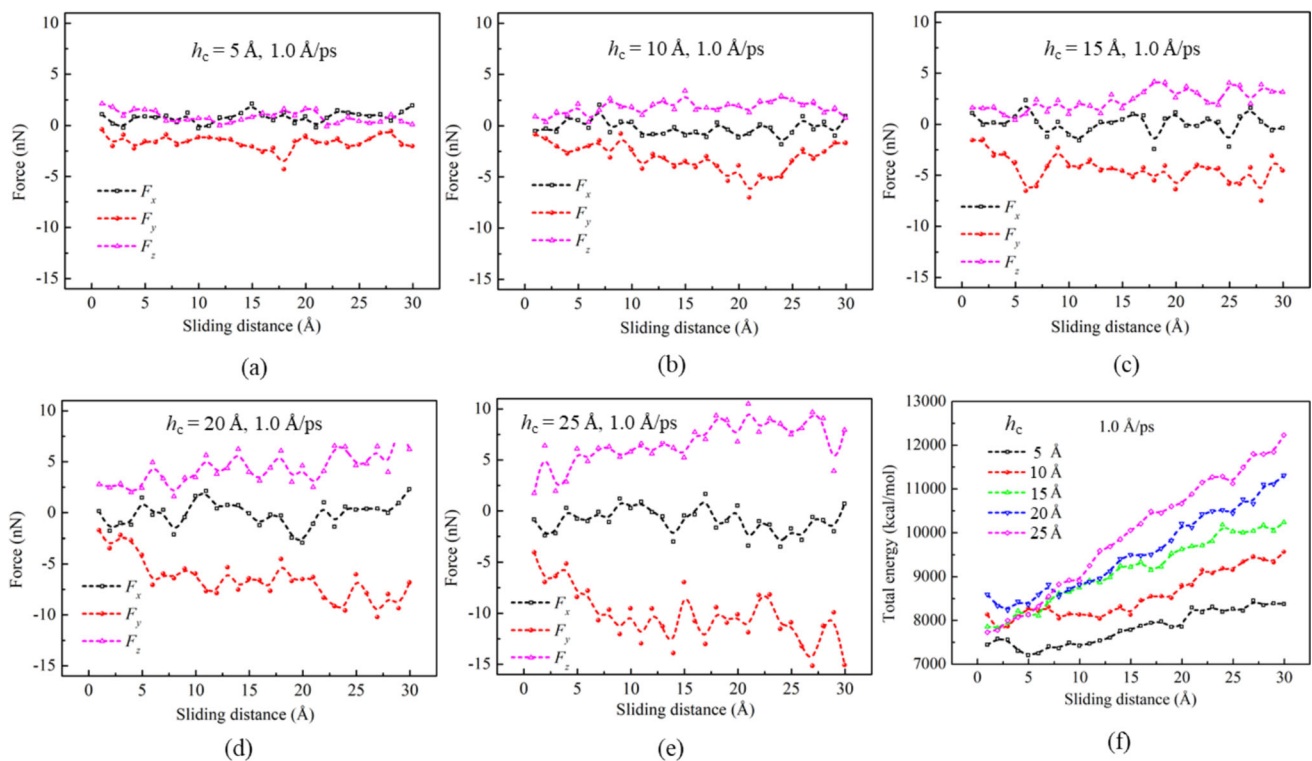 h_c = 5 Å, 1.0 Å/ps
Force (nN)
10
5
0
-5
-10
-15
F_x
F_y
F_z
0 5 10 15 20 25 30
Sliding distance (Å)
(a)
h_c = 10 Å, 1.0 Å/ps
Force (nN)
10
5
0
-5
-10
-15
F_x
F_y
F_z
0 5 10 15 20 25 30
Sliding distance (Å)
(b)
h_c = 15 Å, 1.0 Å/ps
Force (nN)
10
5
0
-5
-10
-15
F_x
F_y
F_z
0 5 10 15 20 25 30
Sliding distance (Å)
(c)
h_c = 20 Å, 1.0 Å/ps
Force (nN)
10
5
0
-5
-10
-15
F_x
F_y
F_z
0 5 10 15 20 25 30
Sliding distance (Å)
(d)
h_c = 25 Å, 1.0 Å/ps
Force (nN)
10
5
0
-5
-10
-15
F_x
F_y
F_z
0 5 10 15 20 25 30
Sliding distance (Å)
(e)
h_c 1.0 Å/ps
5 Å
10 Å
15 Å
20 Å
25 Å
Total energy (kcal/mol)
13000
12000
11000
10000
9000
8000
7000
0 5 10 15 20 25 30
Sliding distance (Å)
(f)